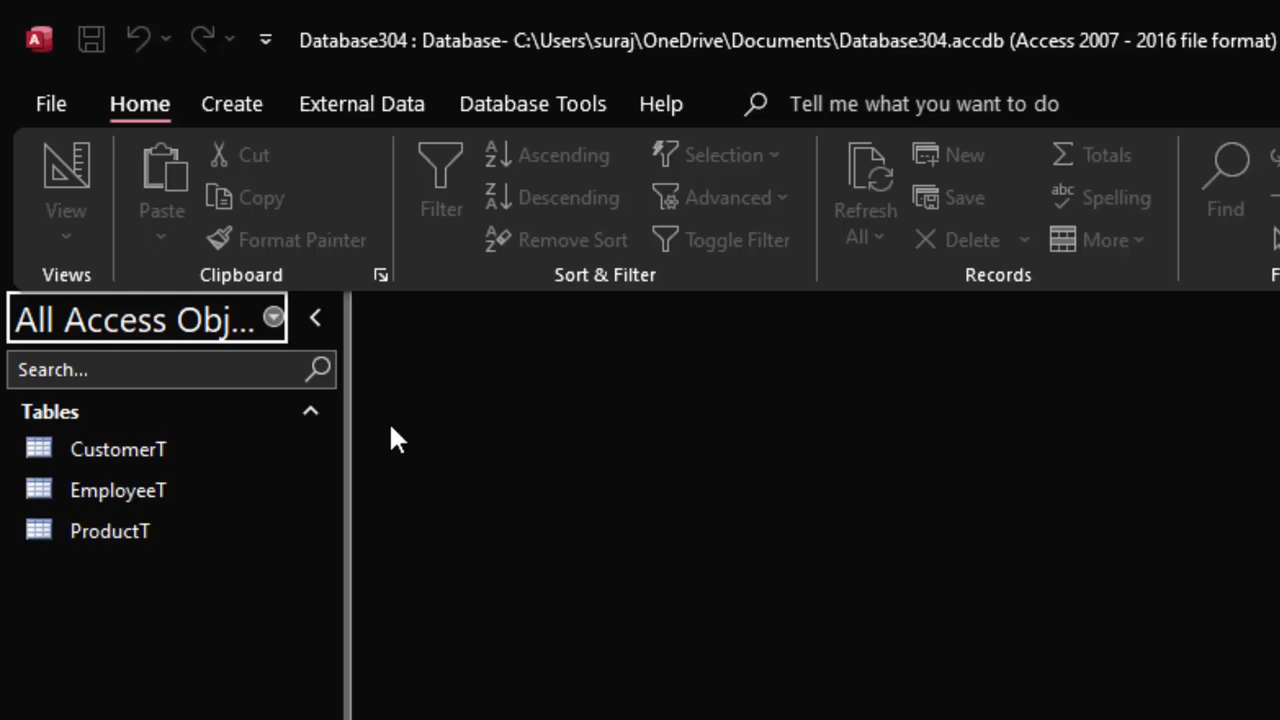 Database304 : Database- C:\Users\suraj\OneDrive\Documents\Database304.accdb (Access 2007 - 2016 file format)
File Home Create External Data Database Tools Help Tell me what you want to do
View
Views
Paste
Cut
Copy
Format Painter
Clipboard
Filter
Ascending
Descending
Remove Sort
Selection
Advanced
Toggle Filter
Sort & Filter
Refresh
All
New
Save
Delete
Totals
abc
Spelling
More
Records
Find
All Access Obj...
Search...
Tables
CustomerT
EmployeeT
ProductT